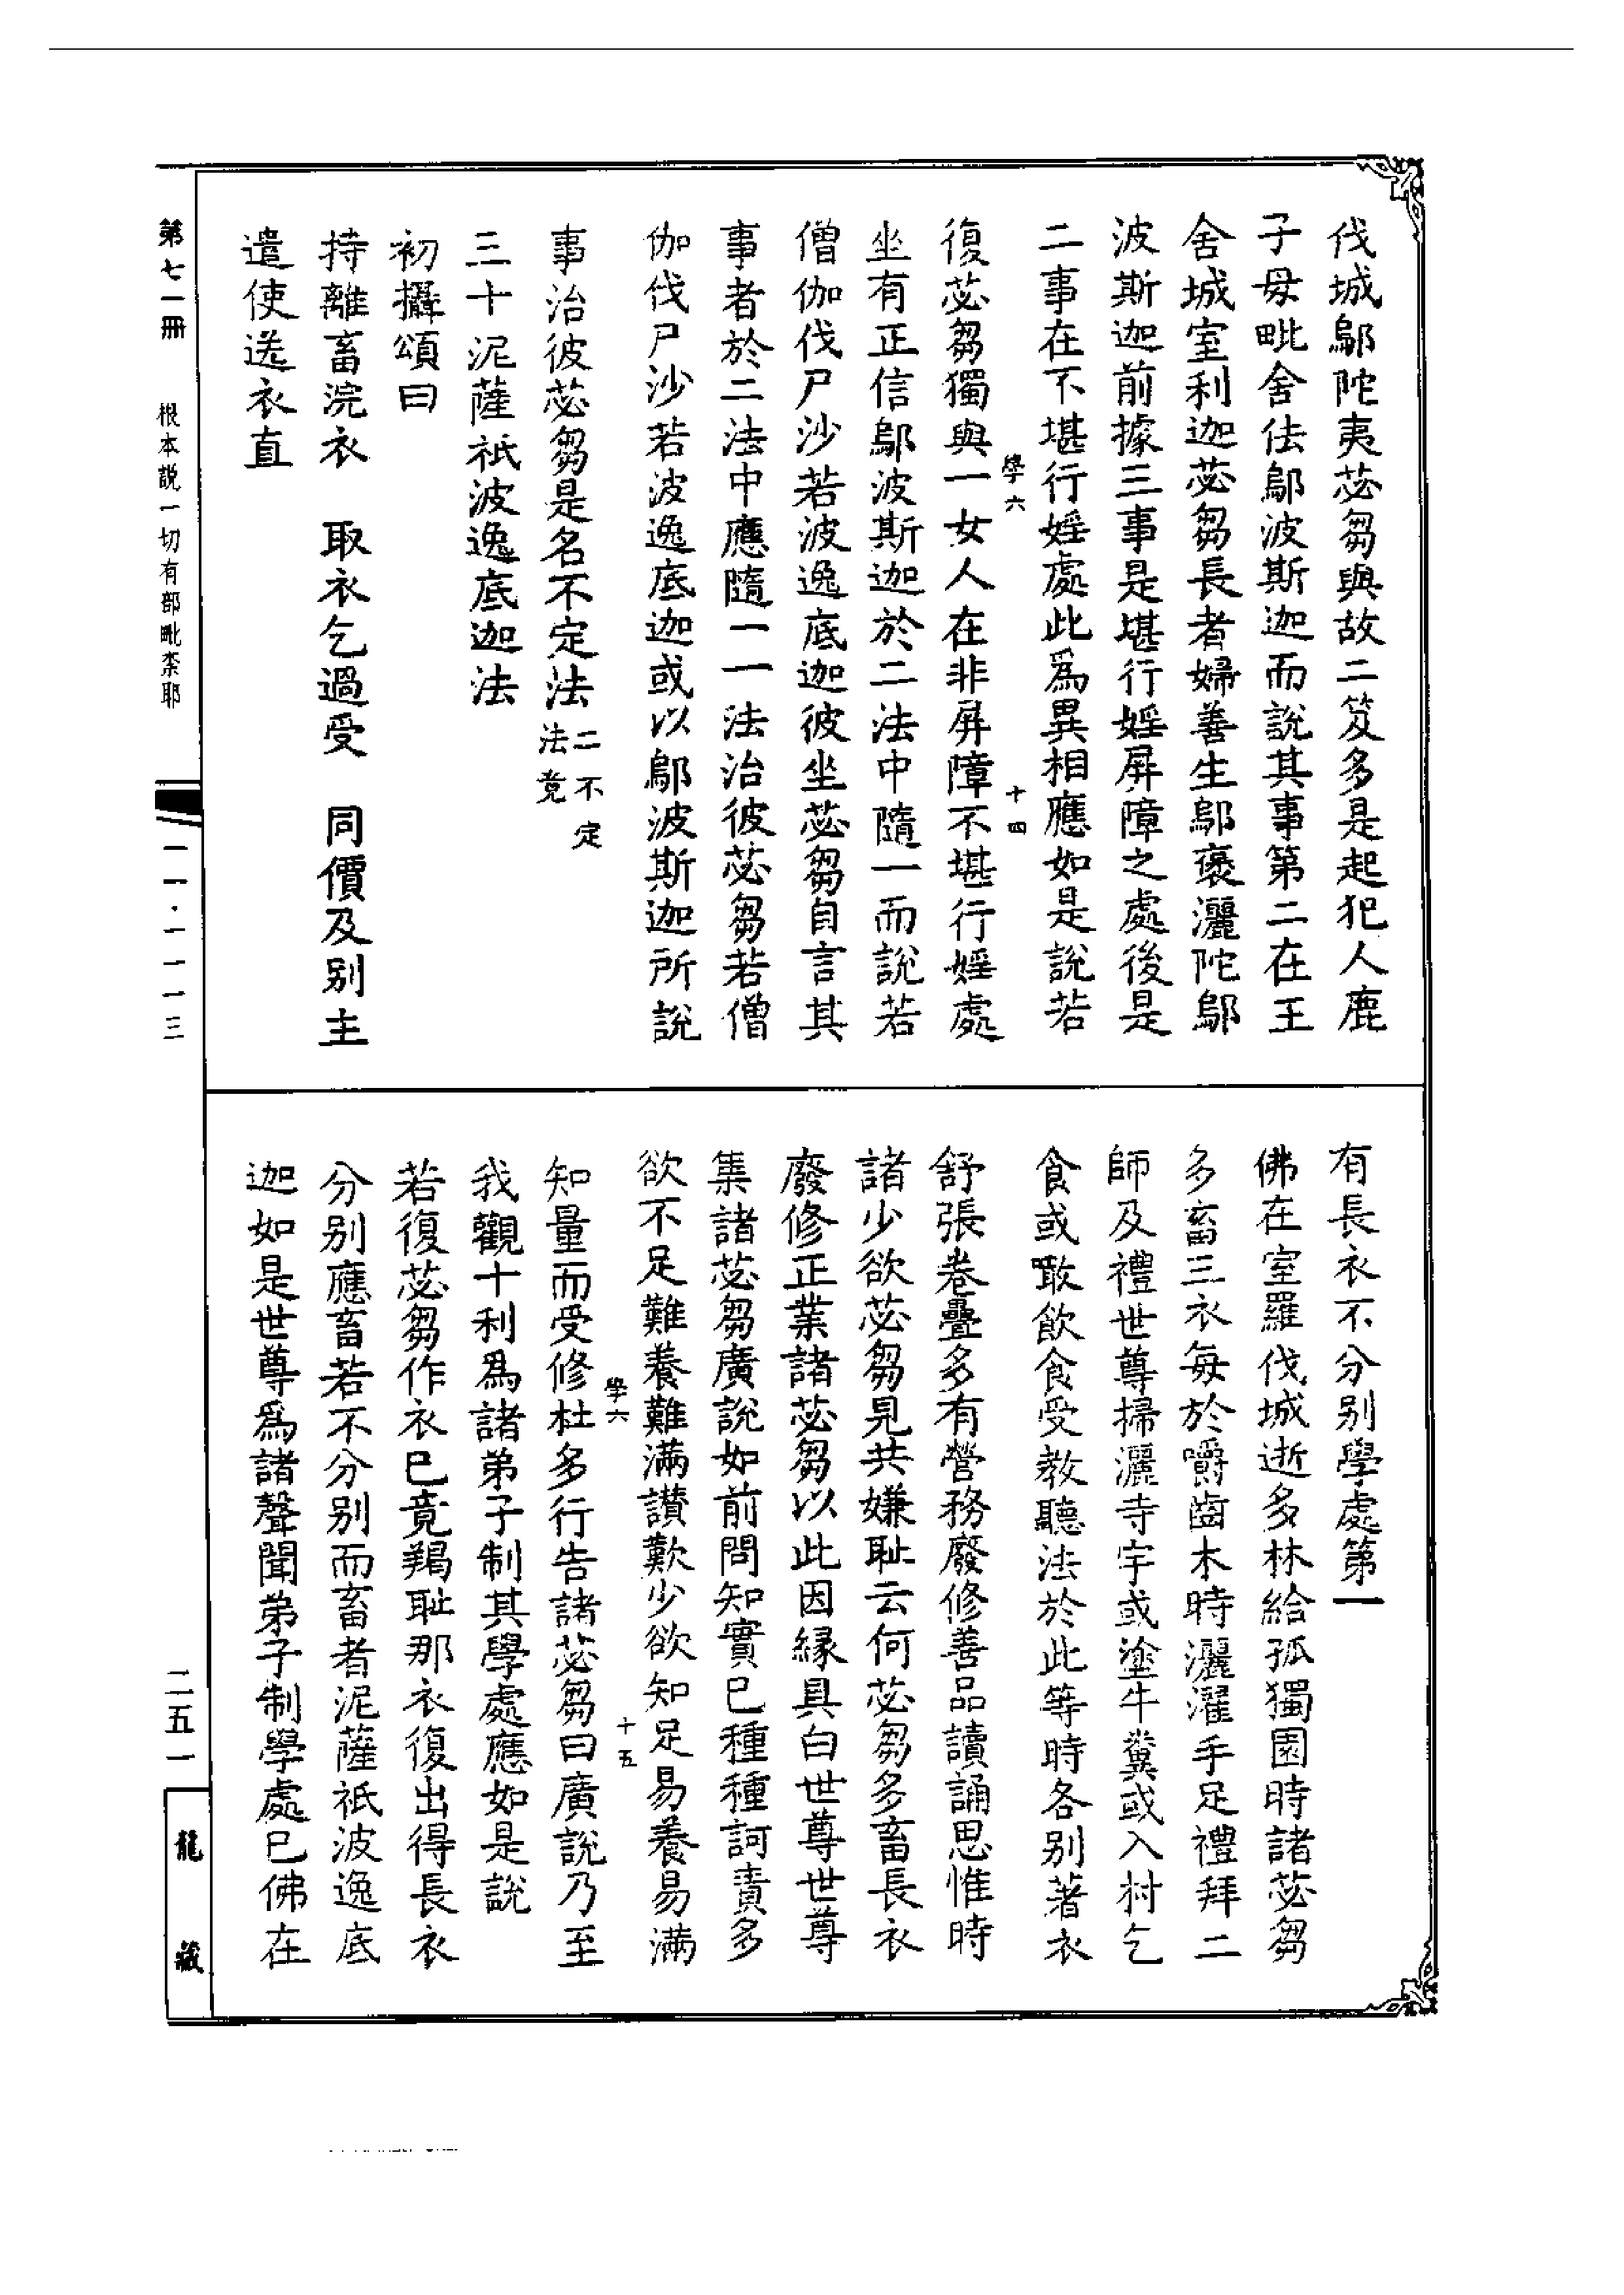 伐城鄔陀夷苾芻與故二笈多是起犯人鹿
子母毗舍佉鄔波斯迦而說其事第二在王
舍城室利迦苾芻長者婦善生鄔褒灑陀鄔
波斯迦前據三事是堪行婬屏障之處後是
二事在不堪行婬處此爲異相應如是說若
學六 十四
復苾芻獨與一女人在非屏障不堪行婬處
坐有正信鄔波斯迦於二法中隨一而說若
僧伽伐尸沙若波逸底迦彼坐苾芻自言其
事者於二法中應隨一一法治彼苾芻若僧
伽伐尸沙若波逸底迦或以鄔波斯迦所說
事治彼苾芻是名不定法二不定法竟
三十泥薩祇波逸底迦法
初攝頌曰
持離畜浣衣 取衣乞過受 同價及別主
遣使送衣直
有長衣不分別學處第一
佛在室羅伐城逝多林給孤獨園時諸苾芻
多畜三衣每於嚼齒木時灑濯手足禮拜二
師及禮世尊掃灑寺宇或塗牛糞或入村乞
食或噉飲食受教聽法於此等時各別著衣
舒張卷疊多有營務廢修善品讀誦思惟時
諸少欲苾芻見共嫌恥云何苾芻多畜長衣
廢修正業諸苾芻以此因緣具白世尊世尊
集諸苾芻廣說如前問知實已種種訶責多
欲不足難養難滿讚歎少欲知足易養易滿
學六 十五
知量而受修杜多行告諸苾芻曰廣說乃至
我觀十利爲諸弟子制其學處應如是說
若復苾芻作衣已竟羯恥那衣復出得長衣
分別應畜若不分別而畜者泥薩祇波逸底
迦如是世尊爲諸聲聞弟子制學處已佛在
第七一冊 根本說一切有部毗奈耶 一一·一一一三
二五一
龍藏